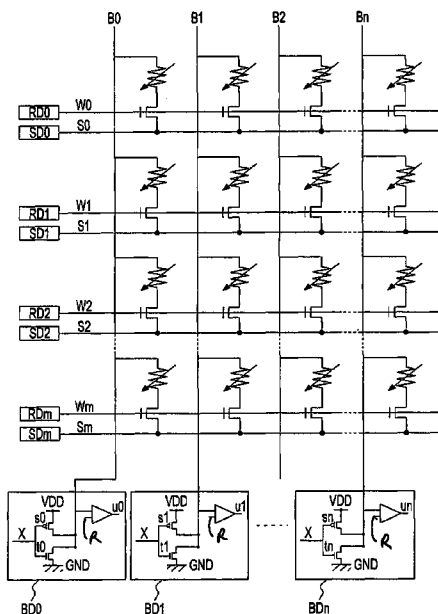 B0 B1 B2 Bn
RD0 W0
SD0 S0
RD1 W1
SD1 S1
RD2 W2
SD2 S2
RDm Wm
SDm Sm
VDD VDD VDD
s0 u0 s1 u1 sn un
X R X R X R
t0 t1 tn
GND GND GND
BD0 BD1 BDn